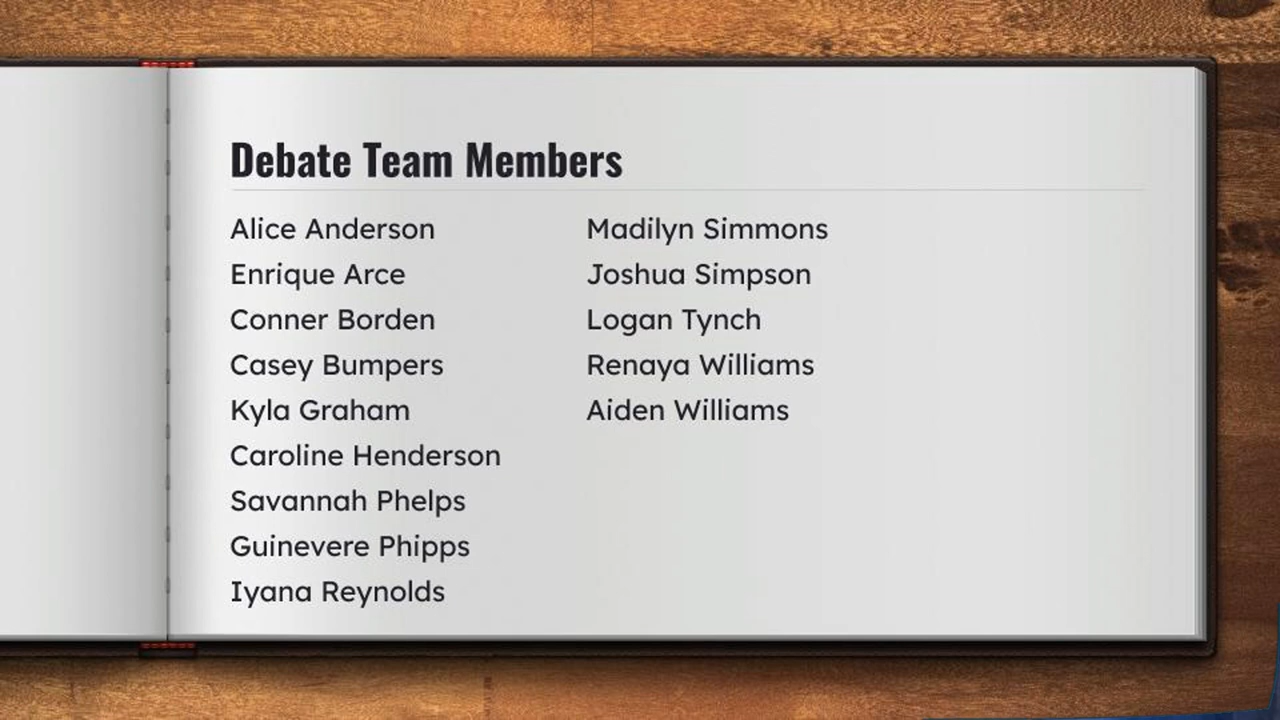 Debate Team Members
Alice Anderson
Enrique Arce
Conner Borden
Casey Bumpers
Kyla Graham
Caroline Henderson
Savannah Phelps
Guinevere Phipps
Iyana Reynolds
Madilyn Simmons
Joshua Simpson
Logan Tynch
Renaya Williams
Aiden Williams